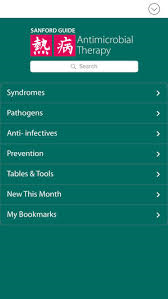 SANFORD GUIDE
熱病
Antimicrobial
Therapy
Search
Syndromes
Pathogens
Anti- infectives
Prevention
Tables & Tools
New This Month
My Bookmarks